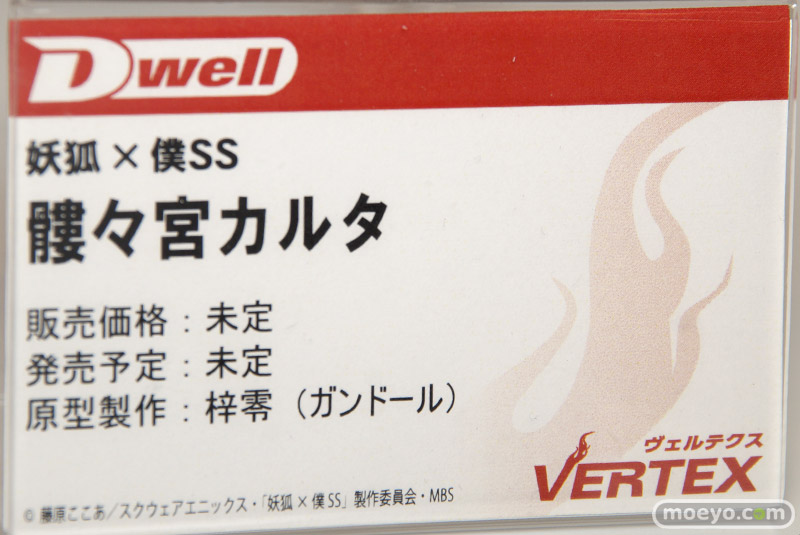 Dwell
妖狐×僕SS
髏々宮カルタ
販売価格：未定
発売予定：未定
原型製作：梓零（ガンドール）
ヴェルテクス
VERTEX
© 藤原ここあ／スクウェアエニックス・「妖狐×僕SS」製作委員会・MBS
moeyo.com